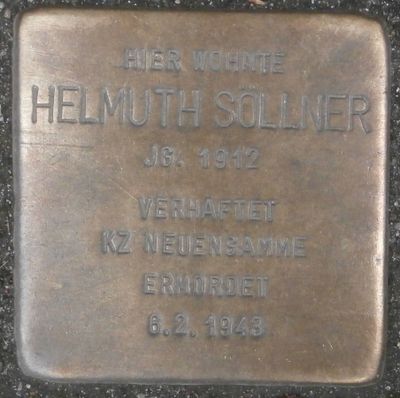 HIER WOHNTE
HELMUTH SÖLLNER
JG. 1912
VERHAFTET
KZ NEUENGAMME
ERMORDET
6.2.1943